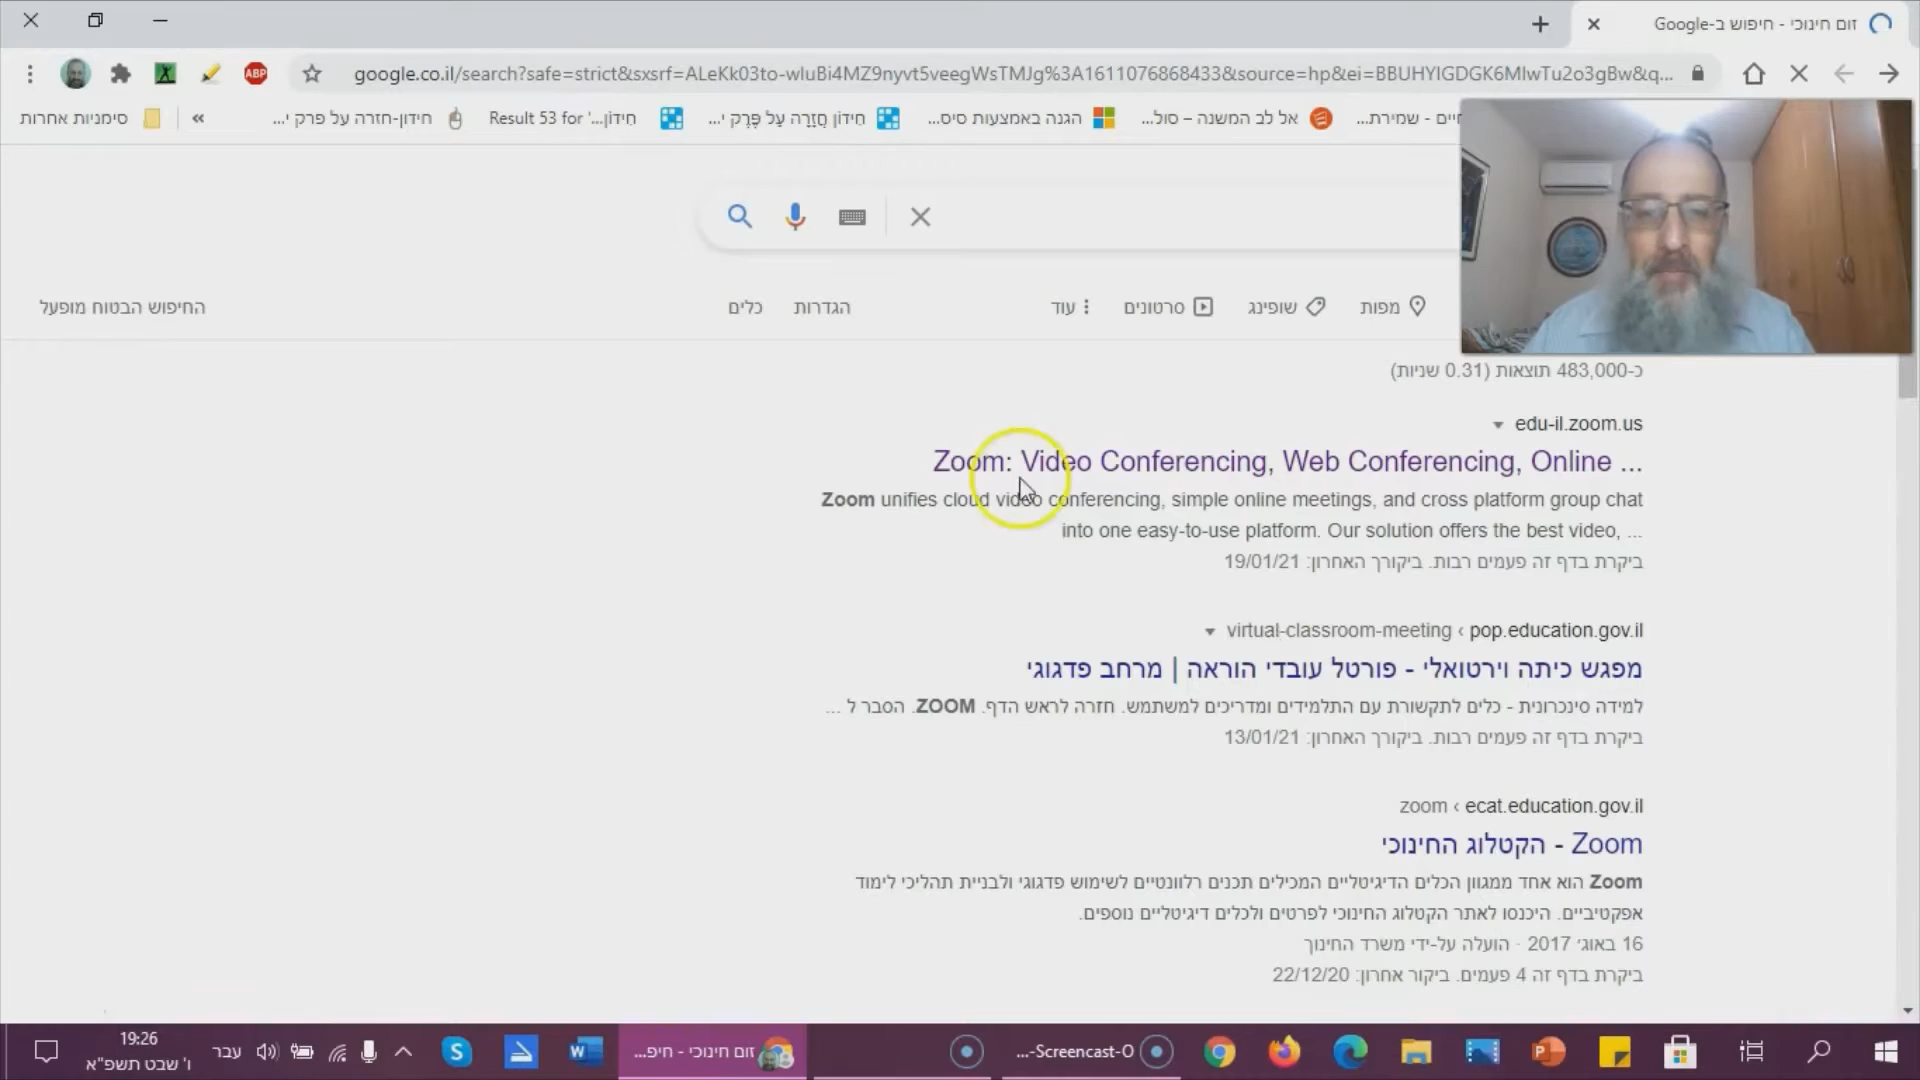 זום חינוכי - חיפוש ב-Google
google.co.il/search?safe=strict&sxsrf=ALeKk03to-wluBi4MZ9nyvt5veegWsTMJg%3A1611076868433&source=hp&ei=BBUHYIGDGK6MlwTu2o3gBw&q...
ABP
חיים - שמירת...
אל לב המשנה – סול...
הגנה באמצעות סיס...
חִידוֹן חֲזָרָה עַל פֶּרֶק י...
Result 53 for 'חִידוֹן...
חידון-חזרה על פרק י...
»
סימניות אחרות
מפות
שופינג
סרטונים
עוד
הגדרות
כלים
החיפוש הבטוח מופעל
כ-483,000 תוצאות (0.31 שניות)
edu-il.zoom.us
Zoom: Video Conferencing, Web Conferencing, Online ...
Zoom unifies cloud video conferencing, simple online meetings, and cross platform group chat
into one easy-to-use platform. Our solution offers the best video, ...
ביקרת בדף זה פעמים רבות. ביקורך האחרון: 19/01/21
pop.education.gov.il › virtual-classroom-meeting
מפגש כיתה וירטואלי - פורטל עובדי הוראה | מרחב פדגוגי
למידה סינכרונית - כלים לתקשורת עם התלמידים ומדריכים למשתמש. חזרה לראש הדף. ZOOM. הסבר ל ...
ביקרת בדף זה פעמים רבות. ביקורך האחרון: 13/01/21
ecat.education.gov.il › zoom
Zoom - הקטלוג החינוכי
Zoom הוא אחד ממגוון הכלים הדיגיטליים המכילים תכנים רלוונטיים לשימוש פדגוגי ולבניית תהליכי לימוד
אפקטיביים. היכנסו לאתר הקטלוג החינוכי לפרטים ולכלים דיגיטליים נוספים.
16 באוג׳ 2017 · הועלה על-ידי משרד החינוך
ביקרת בדף זה 4 פעמים. ביקור אחרון: 22/12/20
...Screencast-O-
זום חינוכי - חיפ...
עבר
19:26
ו' שבט תשפ"א